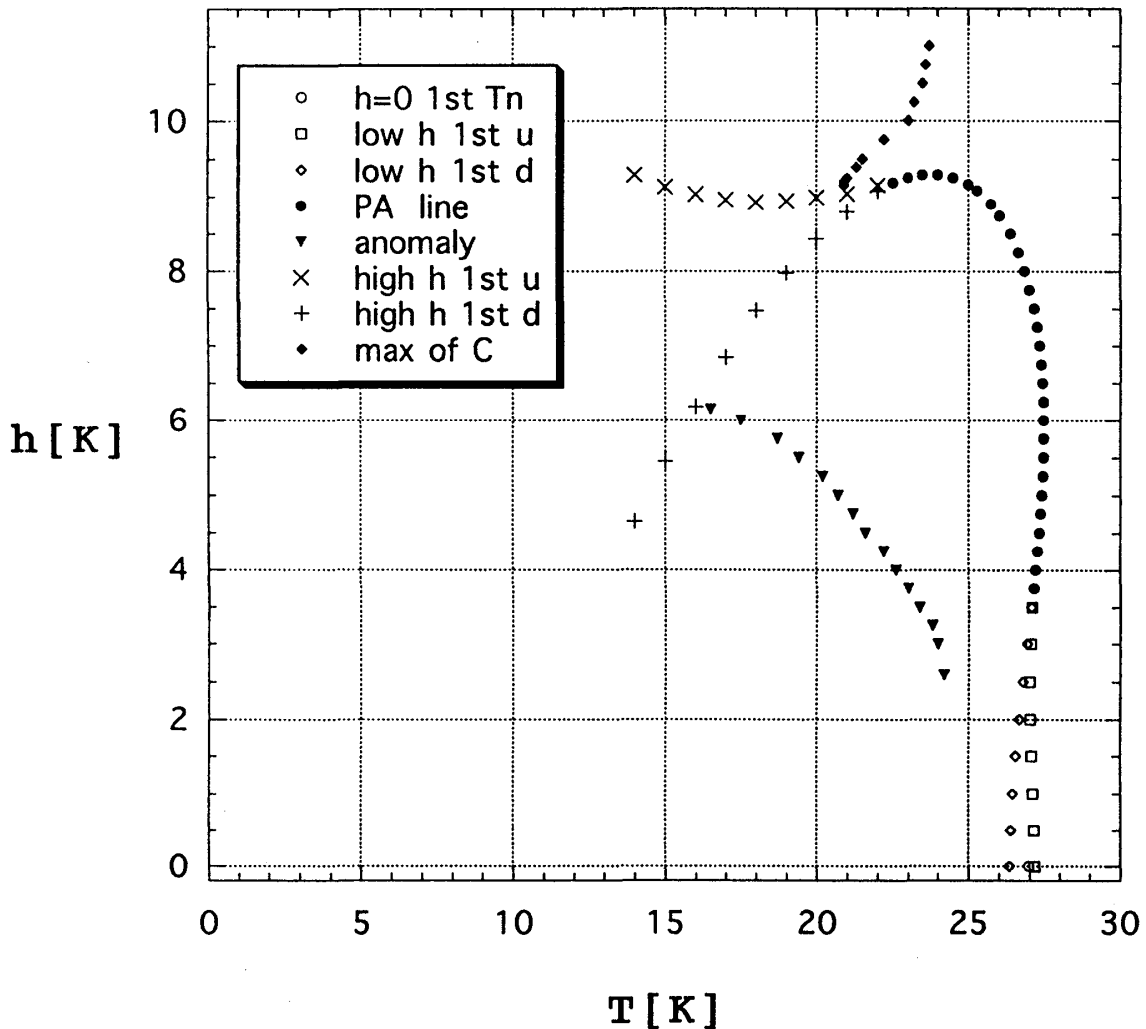 h=0 1st Tn
low h 1st u
low h 1st d
PA line
anomaly
high h 1st u
high h 1st d
max of C
10
8
6
4
2
0
h[K]
0 5 10 15 20 25 30
T[K]